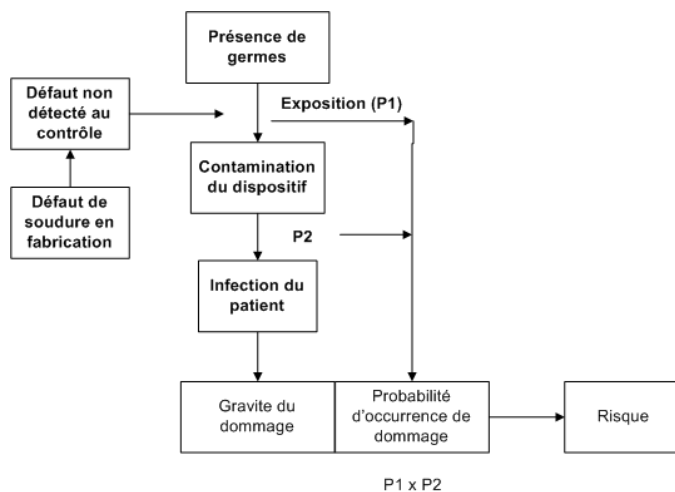 Présence de
germes
Défaut non
détecté au
contrôle
Exposition (P1)
Contamination
du dispositif
Défaut de
soudure en
fabrication
P2
Infection du
patient
Gravite du
dommage
Probabilité
d'occurrence de
dommage
Risque
P1 x P2